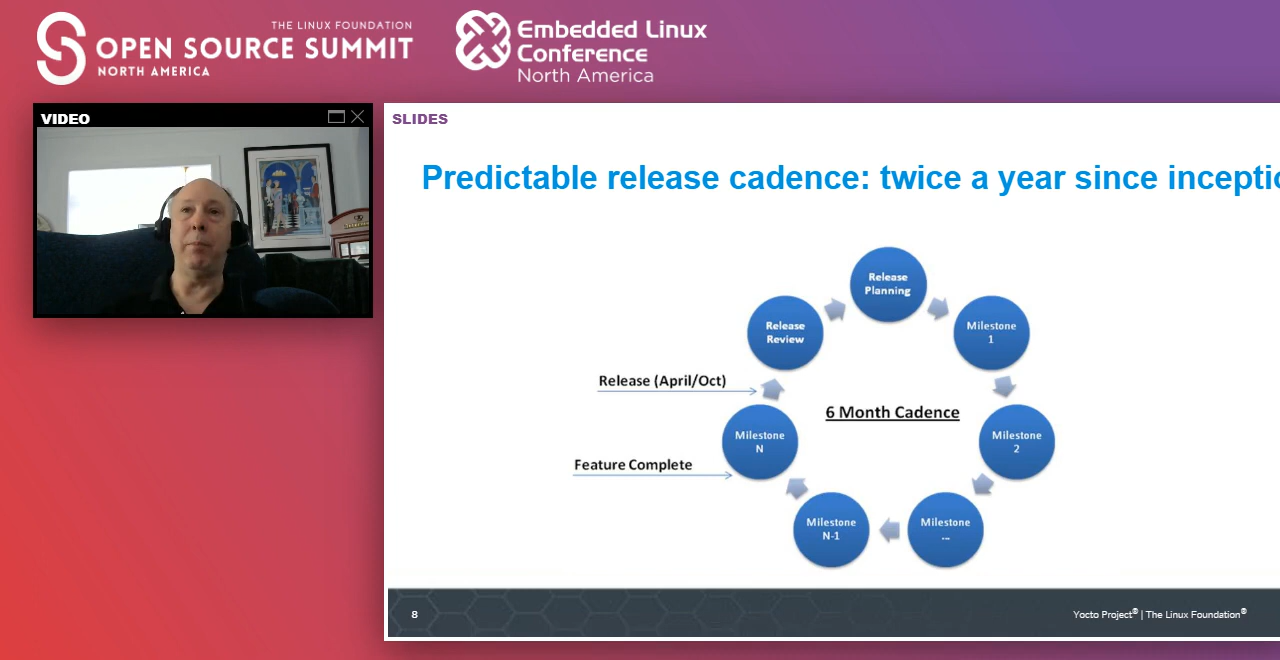 THE LINUX FOUNDATION
OPEN SOURCE SUMMIT
NORTH AMERICA
Embedded Linux
Conference
North America
VIDEO
SLIDES
Predictable release cadence: twice a year since incepti
Release
Planning
Milestone
1
Milestone
2
Milestone
...
Milestone
N-1
Milestone
N
Release
Review
Release (April/Oct)
Feature Complete
6 Month Cadence
8
Yocto Project® | The Linux Foundation®